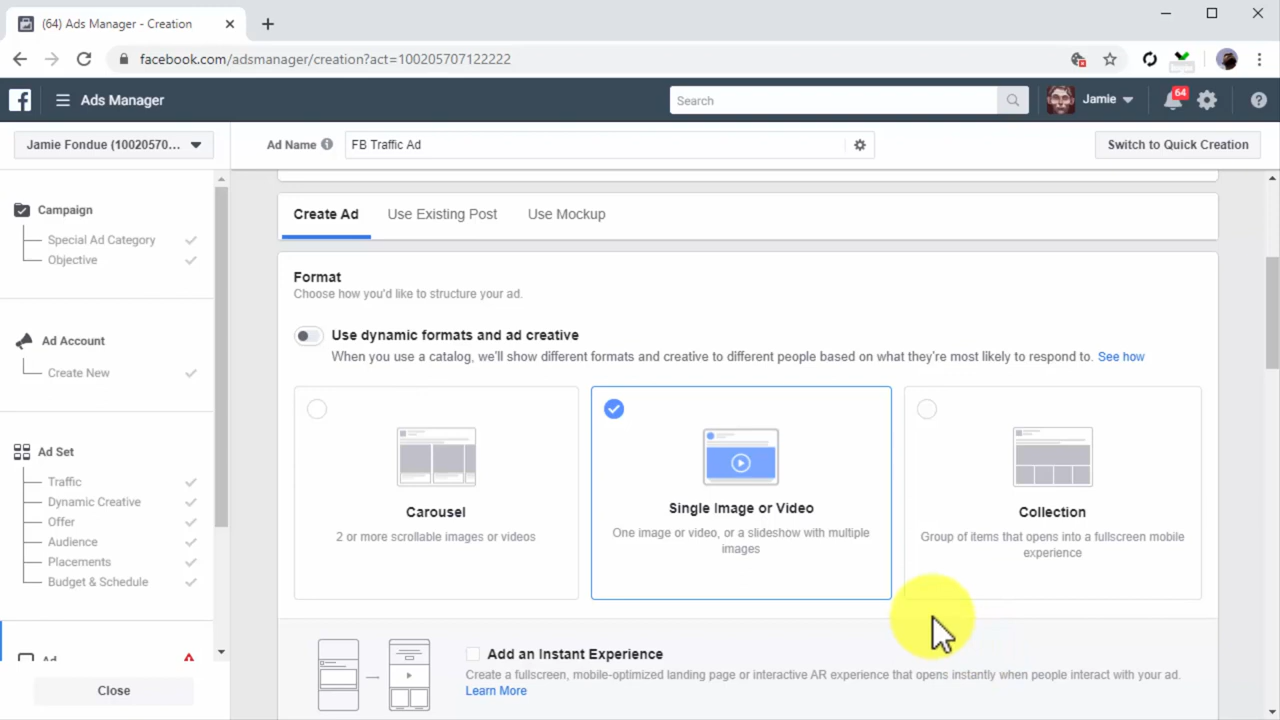 (64) Ads Manager - Creation
facebook.com/adsmanager/creation?act=100205707122222
Ads Manager
Search
Jamie
64
Jamie Fondue (10020570...
Ad Name
FB Traffic Ad
Switch to Quick Creation
Campaign
Special Ad Category
Objective
Ad Account
Create New
Ad Set
Traffic
Dynamic Creative
Offer
Audience
Placements
Budget & Schedule
Ad
Close
Create Ad
Use Existing Post
Use Mockup
Format
Choose how you'd like to structure your ad.
Use dynamic formats and ad creative
When you use a catalog, we'll show different formats and creative to different people based on what they're most likely to respond to. See how
Carousel
2 or more scrollable images or videos
Single Image or Video
One image or video, or a slideshow with multiple
images
Collection
Group of items that opens into a fullscreen mobile
experience
Add an Instant Experience
Create a fullscreen, mobile-optimized landing page or interactive AR experience that opens instantly when people interact with your ad.
Learn More